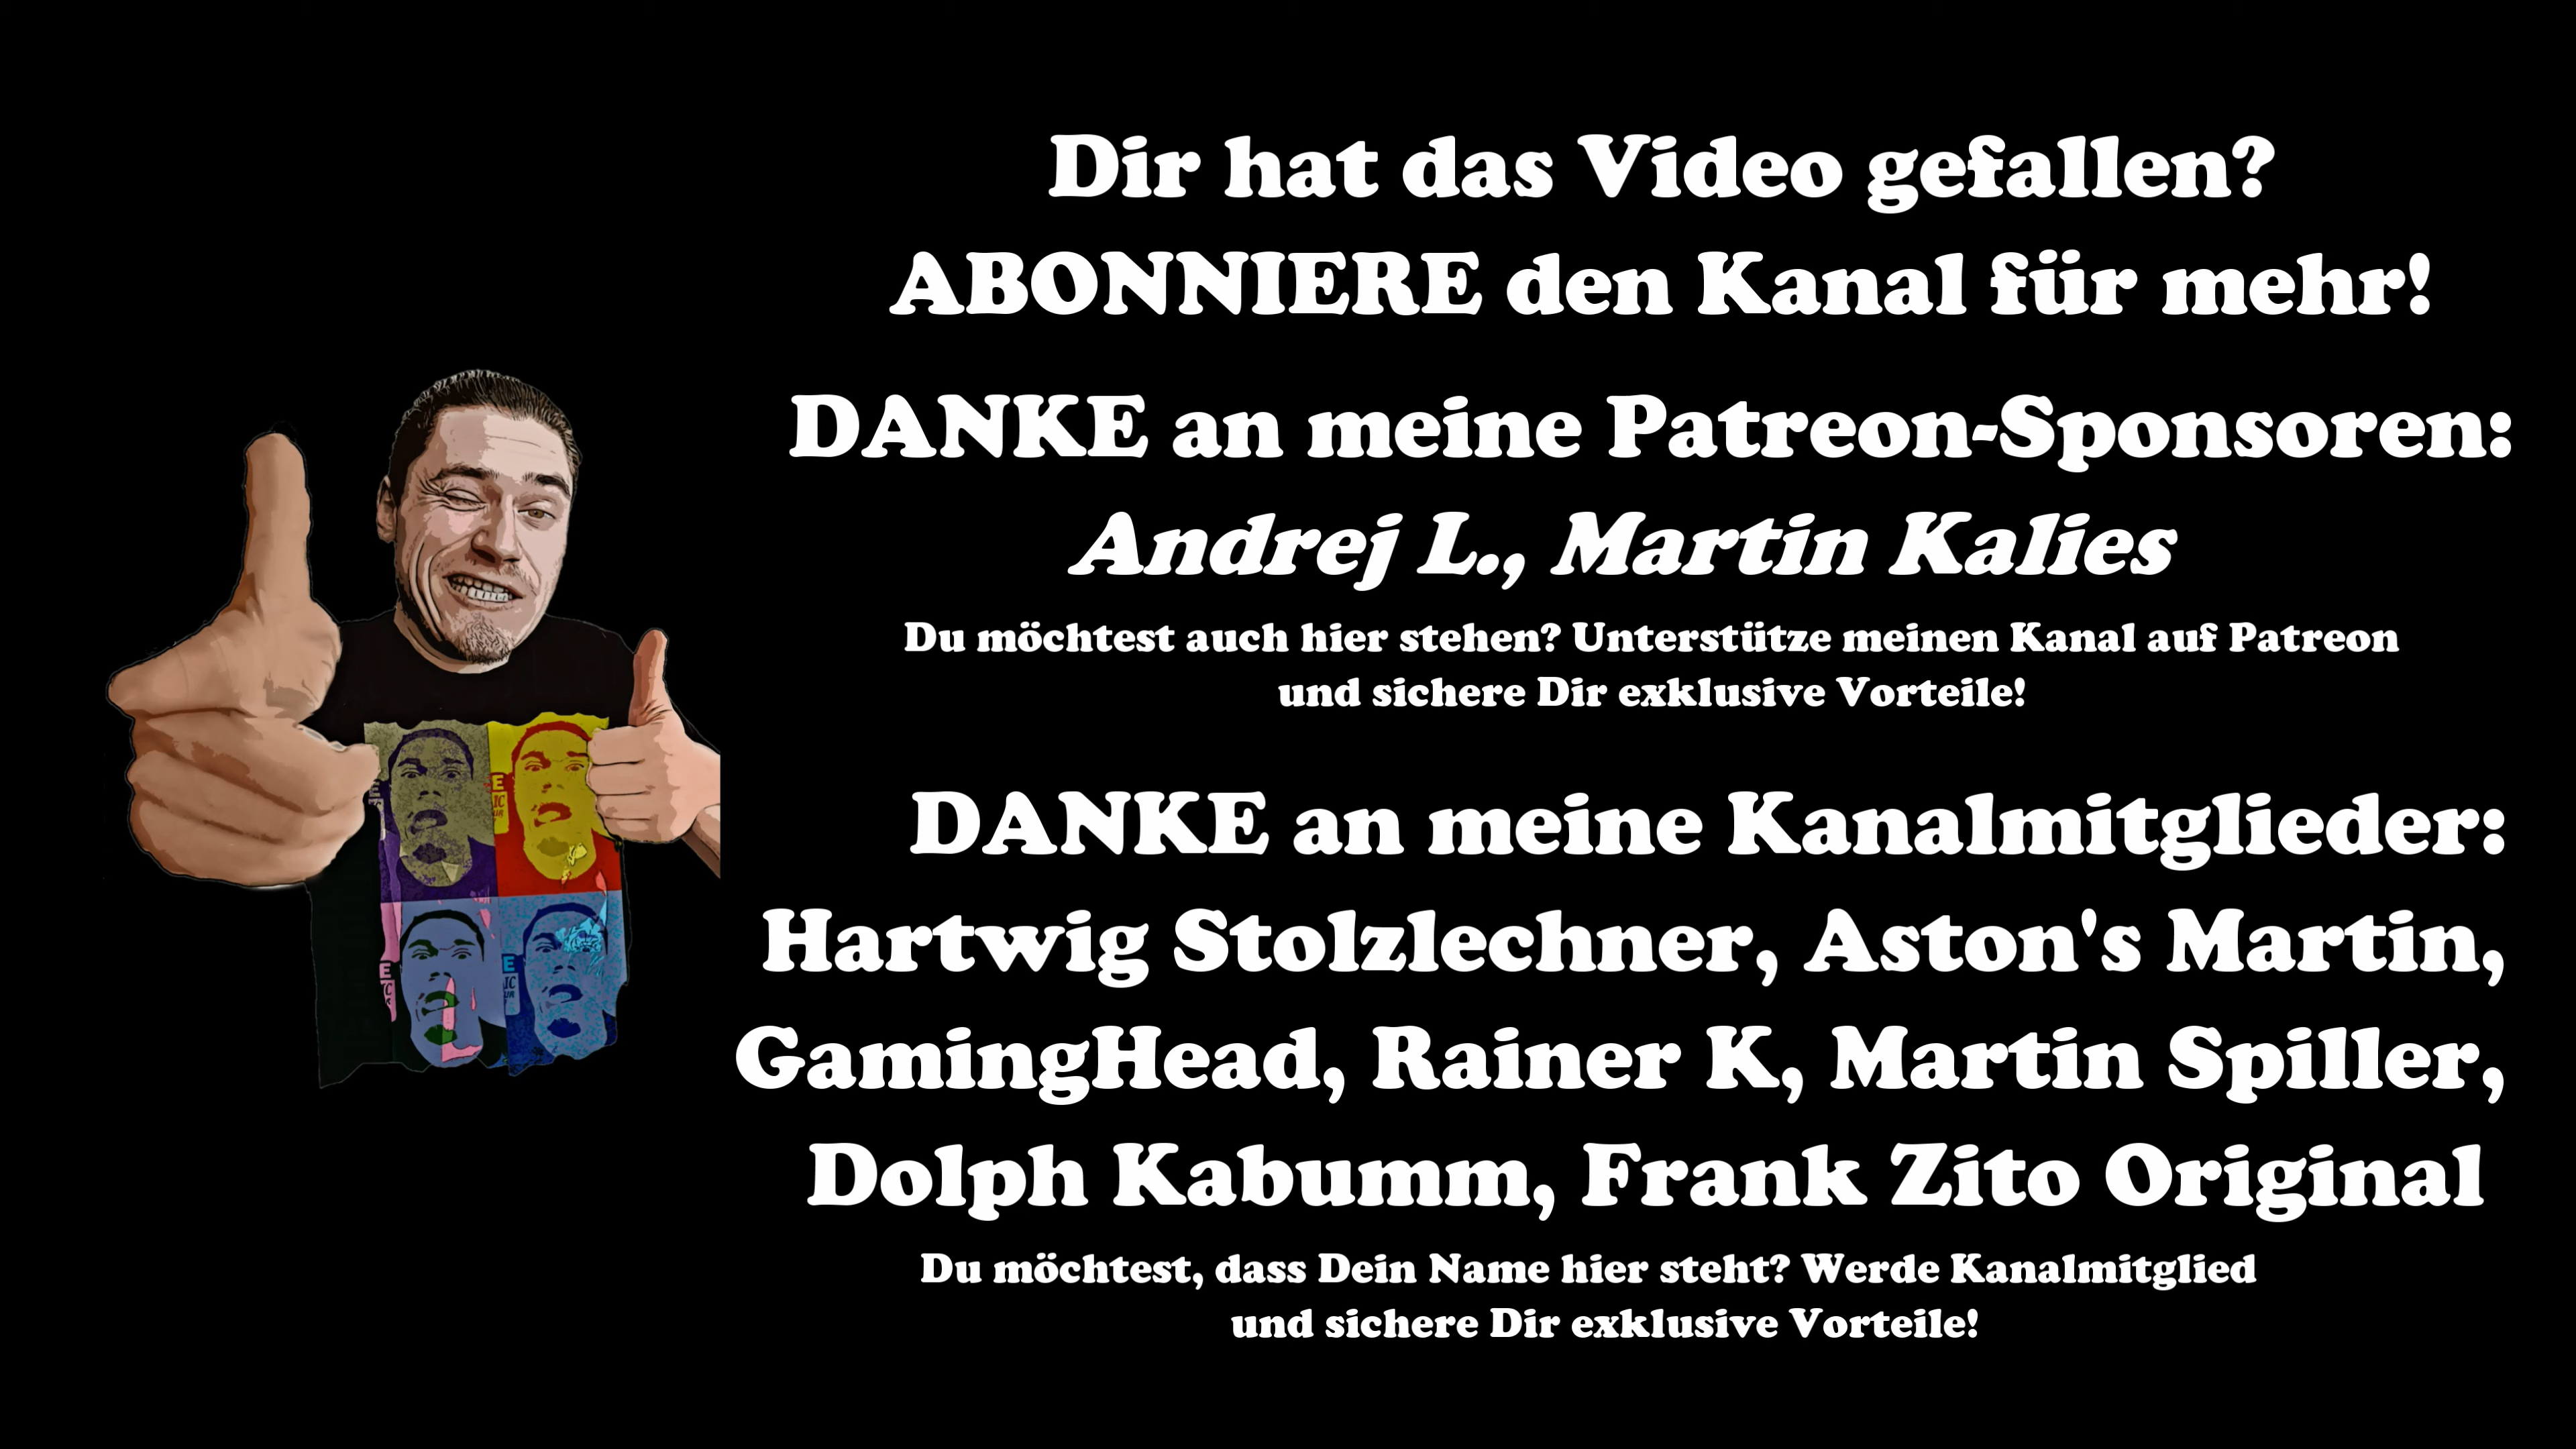 Dir hat das Video gefallen?
ABONNIERE den Kanal für mehr!
DANKE an meine Patreon-Sponsoren:
Andrej L., Martin Kalies
Du möchtest auch hier stehen? Unterstütze meinen Kanal auf Patreon
und sichere Dir exklusive Vorteile!
DANKE an meine Kanalmitglieder:
Hartwig Stolzlechner, Aston's Martin,
GamingHead, Rainer K, Martin Spiller,
Dolph Kabumm, Frank Zito Original
Du möchtest, dass Dein Name hier steht? Werde Kanalmitglied
und sichere Dir exklusive Vorteile!